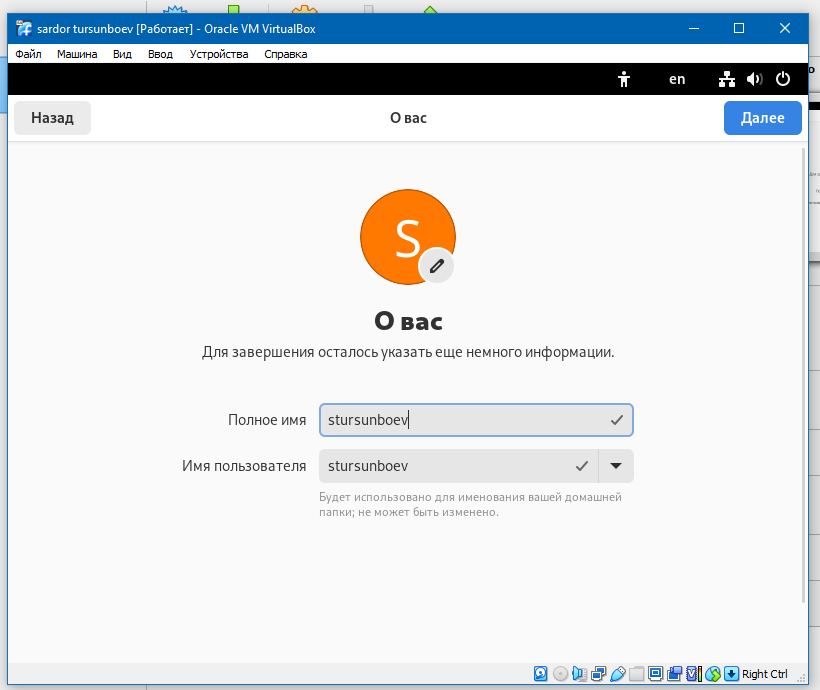 sardor tursunboev [Работает] - Oracle VM VirtualBox
Файл Машина Вид Ввод Устройства Справка
en
Назад О вас Далее
S
О вас
Для завершения осталось указать еще немного информации.
Полное имя stursunboev
Имя пользователя stursunboev
Будет использовано для именования вашей домашней
папки; не может быть изменено.
Right Ctrl